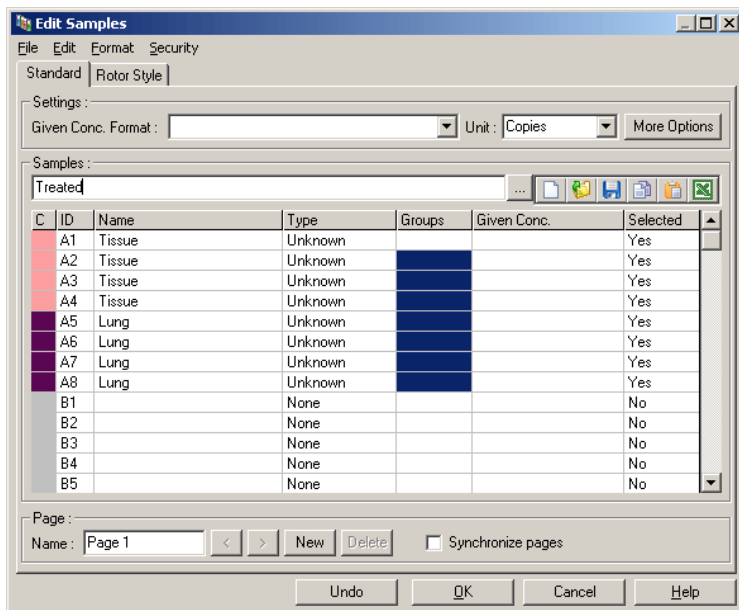 Edit Samples
File Edit Format Security
Standard Rotor Style
Settings :
Given Conc. Format : Unit : Copies More Options
Samples :
Treated ...
C ID Name Type Groups Given Conc. Selected
A1 Tissue Unknown Yes
A2 Tissue Unknown Yes
A3 Tissue Unknown Yes
A4 Tissue Unknown Yes
A5 Lung Unknown Yes
A6 Lung Unknown Yes
A7 Lung Unknown Yes
A8 Lung Unknown Yes
B1 None No
B2 None No
B3 None No
B4 None No
B5 None No
Page :
Name : Page 1 < > New Delete Synchronize pages
Undo OK Cancel Help